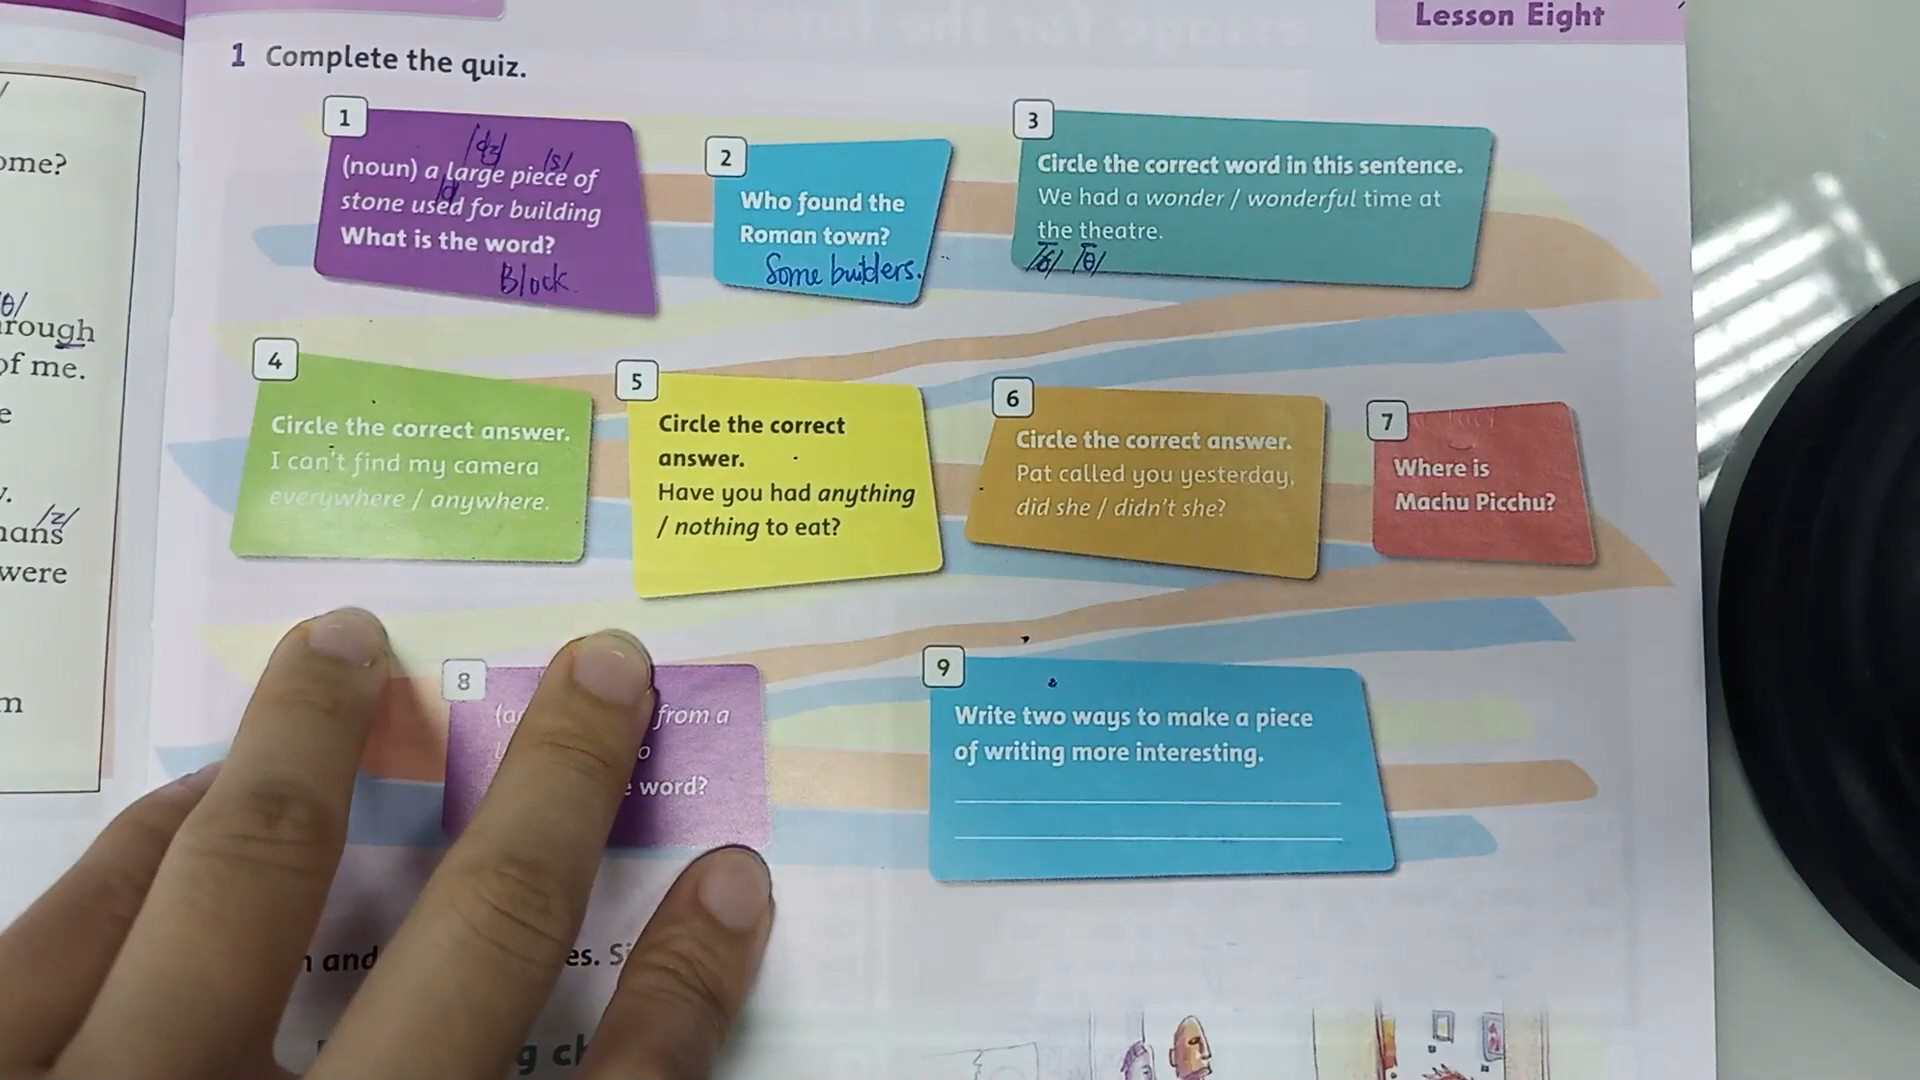 Lesson Eight
1 Complete the quiz.
1
/dʒ/ /s/
(noun) a large piece of
/d/
stone used for building
What is the word?
Block.
2
Who found the
Roman town?
Some builders.
3
Circle the correct word in this sentence.
We had a wonder / wonderful time at
the theatre.
/ð/ /θ/
4
Circle the correct answer.
I can't find my camera
everywhere / anywhere.
5
Circle the correct
answer.
Have you had anything
/ nothing to eat?
6
Circle the correct answer.
Pat called you yesterday,
did she / didn't she?
7
Where is
Machu Picchu?
8
from a
word?
9
Write two ways to make a piece
of writing more interesting.
and
ome?
/θ/
rough
of me.
/z/
were